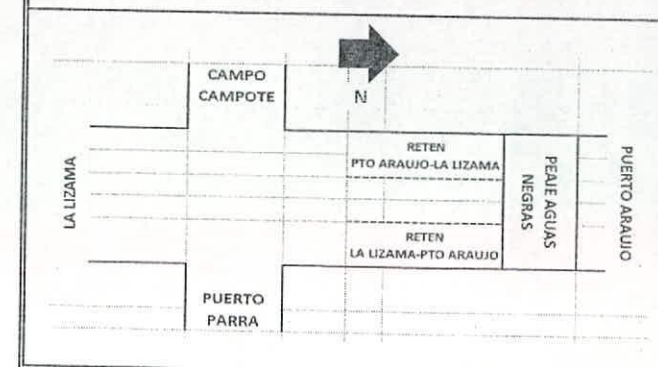 CAMPO
CAMPOTE
N
LA LIZAMA
RETEN
PTO ARAUJO-LA LIZAMA
RETEN
LA LIZAMA-PTO ARAUJO
PEAJE AGUAS
NEGRAS
PUERTO ARAUJO
PUERTO
PARRA